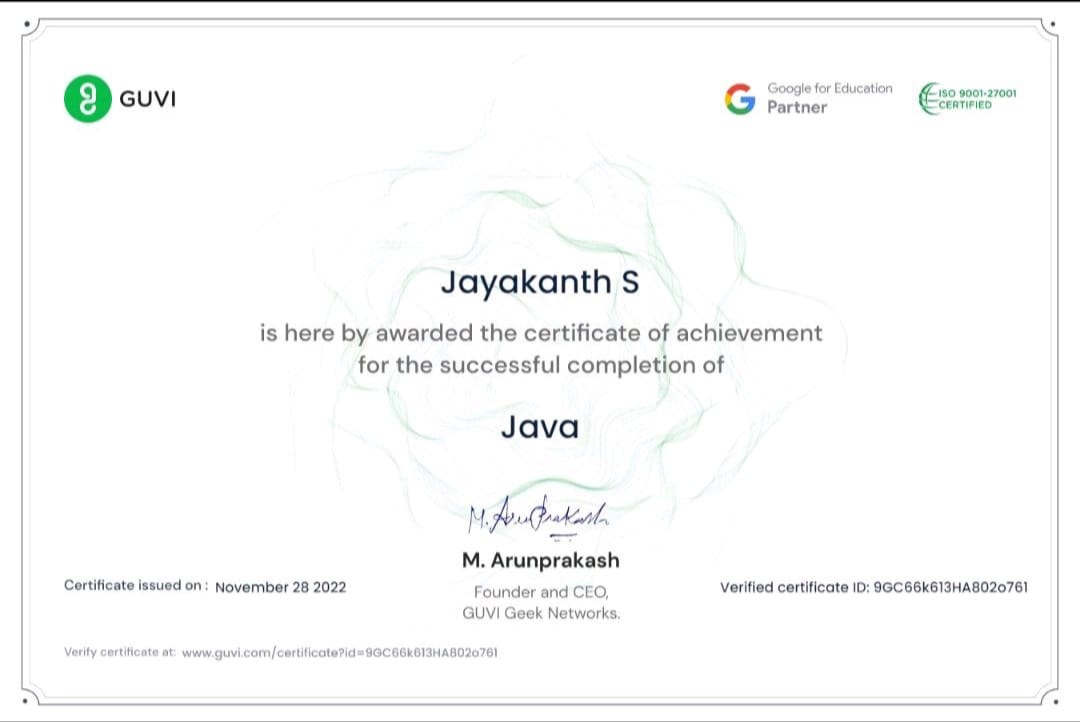 GUVI
Google for Education
Partner
ISO 9001-27001
CERTIFIED
Jayakanth S
is here by awarded the certificate of achievement
for the successful completion of
Java
M. Arunprakash
M. Arunprakash
Founder and CEO,
GUVI Geek Networks.
Certificate issued on : November 28 2022
Verified certificate ID: 9GC66k613HA802o761
Verify certificate at: www.guvi.com/certificate?id=9GC66k613HA802o761